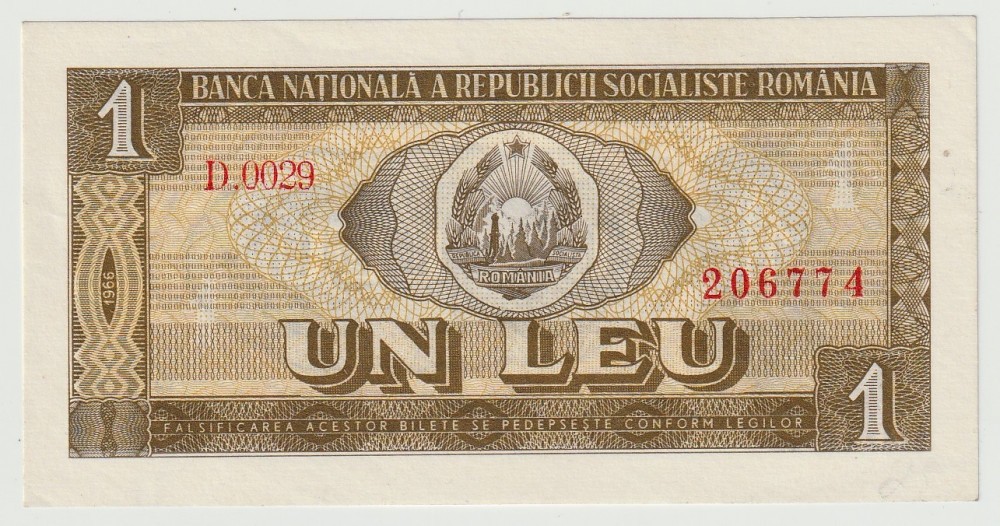 1
BANCA NAȚIONALĂ A REPUBLICII SOCIALISTE ROMÂNIA
D.0029
ROMÂNIA
1966
206774
UN LEU
1
FALSIFICAREA ACESTOR BILETE SE PEDEPSEȘTE CONFORM LEGILOR